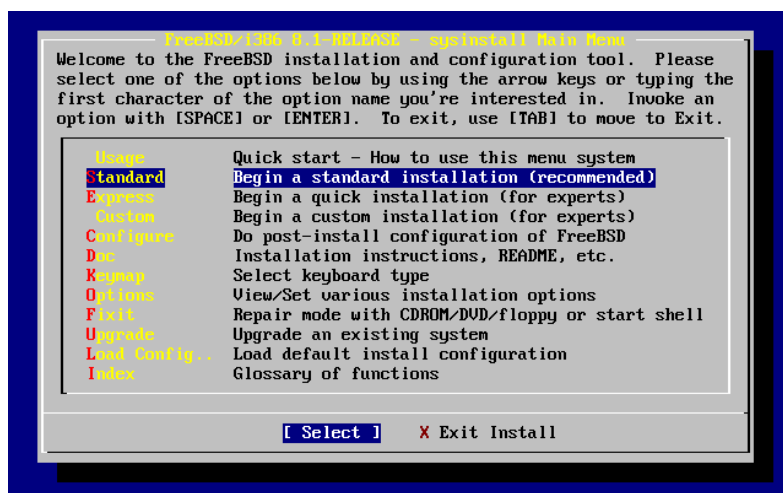 FreeBSD/i386 8.1-RELEASE - sysinstall Main Menu
Welcome to the FreeBSD installation and configuration tool.  Please
select one of the options below by using the arrow keys or typing the
first character of the option name you're interested in.  Invoke an
option with [SPACE] or [ENTER].  To exit, use [TAB] to move to Exit.
Usage Quick start - How to use this menu system
Standard Begin a standard installation (recommended)
Express Begin a quick installation (for experts)
Custom Begin a custom installation (for experts)
Configure Do post-install configuration of FreeBSD
Doc Installation instructions, README, etc.
Keymap Select keyboard type
Options View/Set various installation options
Fixit Repair mode with CDROM/DVD/floppy or start shell
Upgrade Upgrade an existing system
Load Config.. Load default install configuration
Index Glossary of functions
[ Select ] X Exit Install